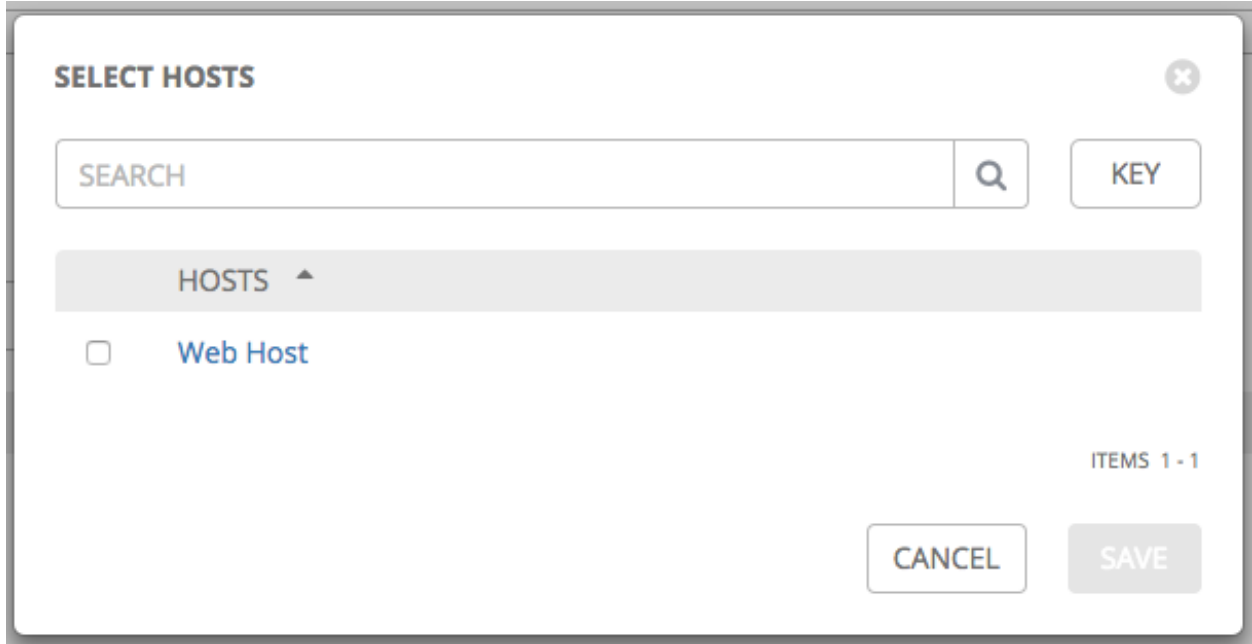 SELECT HOSTS
SEARCH
KEY
HOSTS
Web Host
ITEMS 1 - 1
CANCEL
SAVE